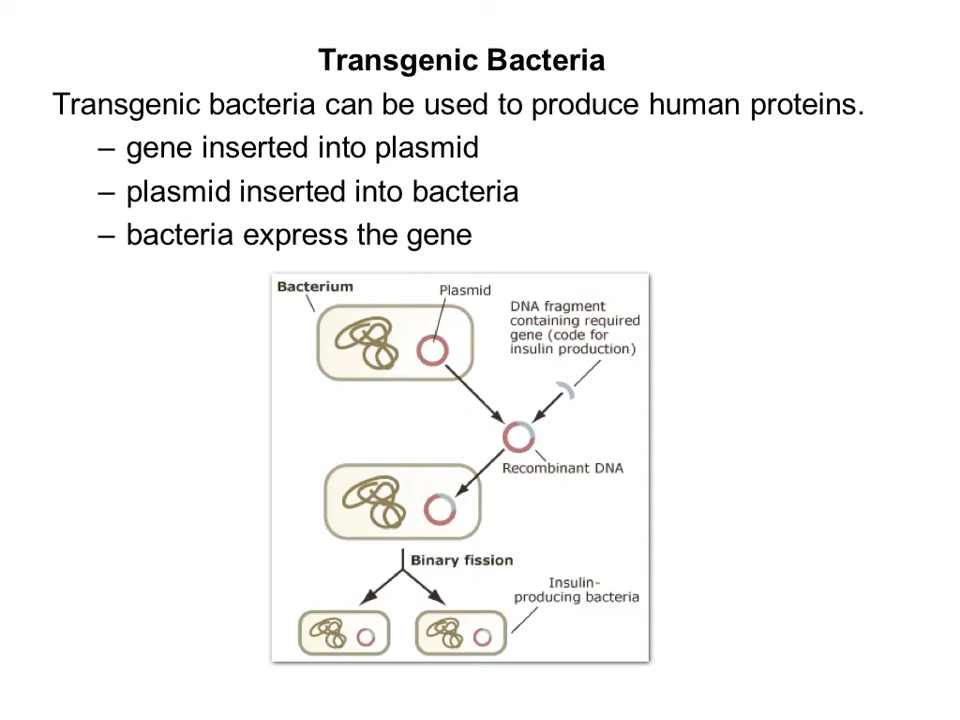 Transgenic Bacteria
Transgenic bacteria can be used to produce human proteins.
– gene inserted into plasmid
– plasmid inserted into bacteria
– bacteria express the gene
Bacterium
Plasmid
DNA fragment
containing required
gene (code for
insulin production)
Recombinant DNA
Binary fission
Insulin-
producing bacteria